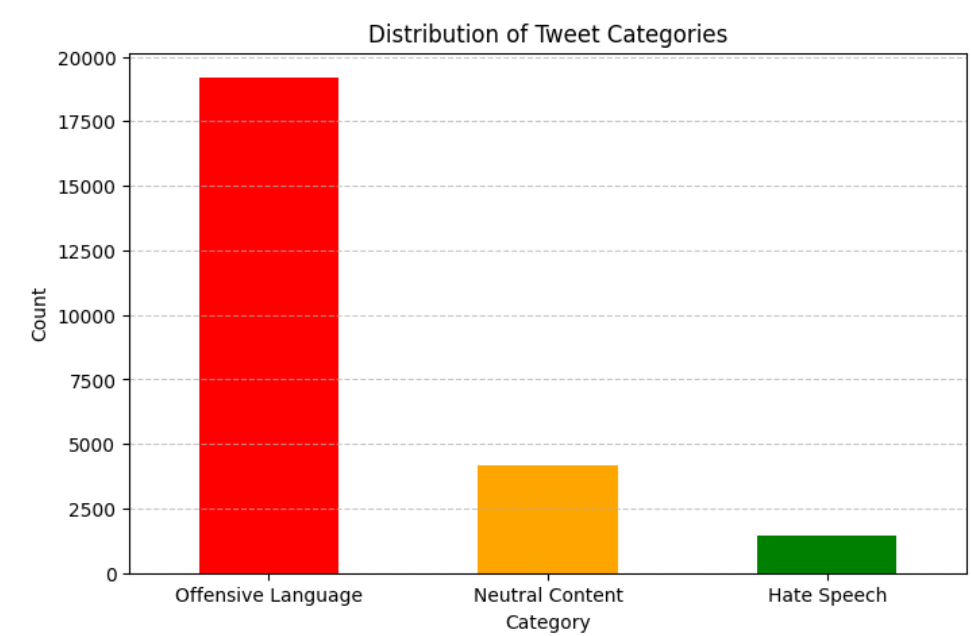 Distribution of Tweet Categories
20000
17500
15000
12500
10000
7500
5000
2500
0
Count
Offensive Language
Neutral Content
Hate Speech
Category